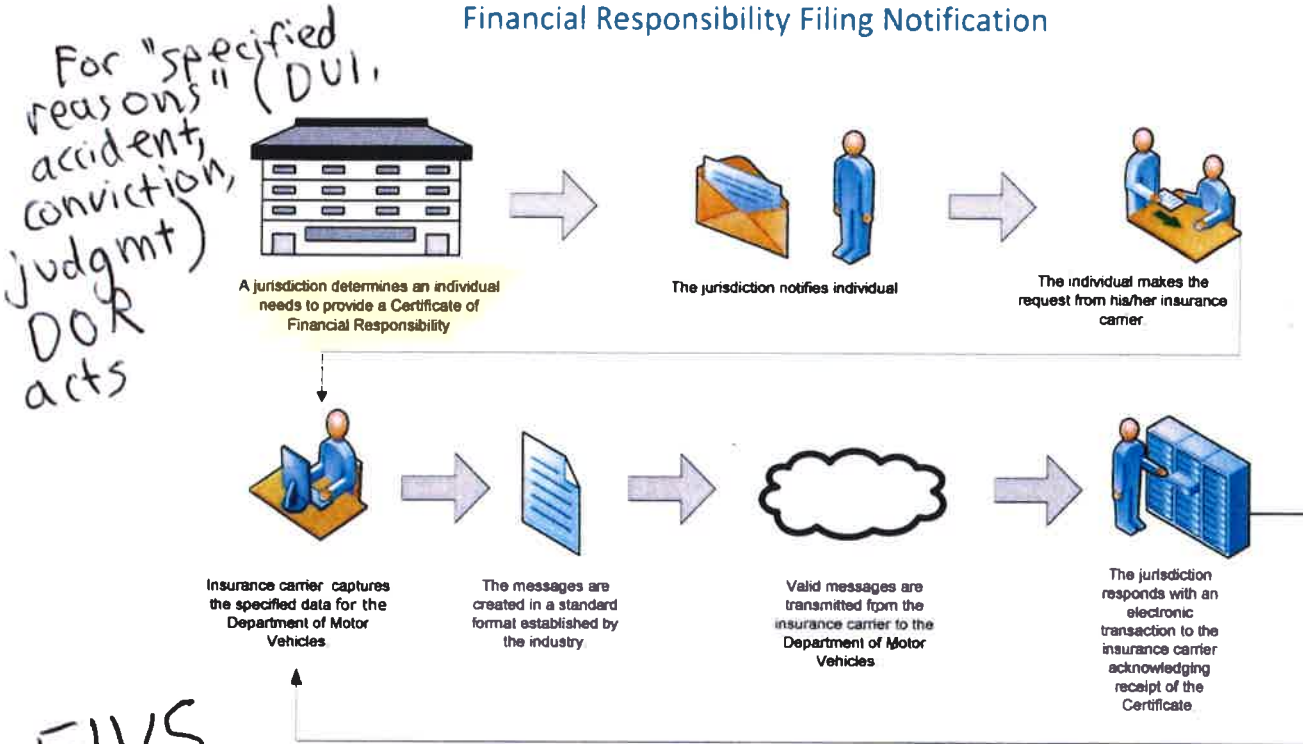 Financial Responsibility Filing Notification
For "specified
reasons" (DUI,
accident,
conviction,
judgmt)
DOR
acts
A jurisdiction determines an individual
needs to provide a Certificate of
Financial Responsibility
The jurisdiction notifies individual
The individual makes the
request from his/her insurance
carrier.
Insurance carrier captures
the specified data for the
Department of Motor
Vehicles
The messages are
created in a standard
format established by
the industry.
Valid messages are
transmitted from the
insurance carrier to the
Department of Motor
Vehicles
The jurisdiction
responds with an
electronic
transaction to the
insurance carrier
acknowledging
receipt of the
Certificate